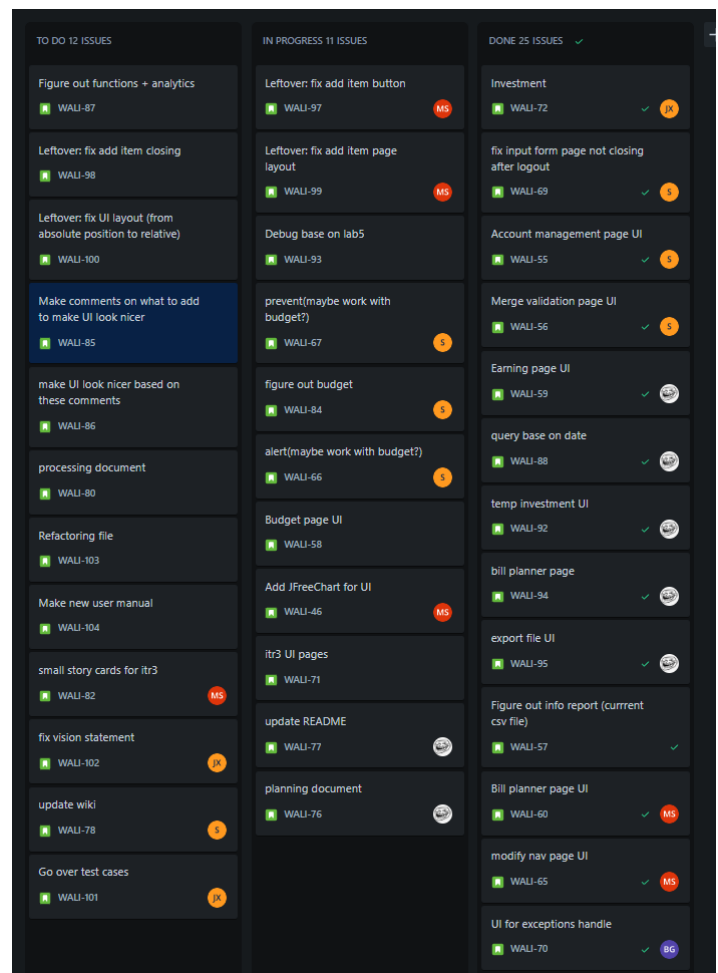 TO DO 12 ISSUES
Figure out functions + analytics
WALI-87
Leftover: fix add item closing
WALI-98
Leftover: fix UI layout (from
absolute position to relative)
WALI-100
Make comments on what to add
to make UI look nicer
WALI-85
make UI look nicer based on
these comments
WALI-86
processing document
WALI-80
Refactoring file
WALI-103
Make new user manual
WALI-104
small story cards for itr3
WALI-82
MS
fix vision statement
WALI-102
JX
update wiki
WALI-78
S
Go over test cases
WALI-101
JX
IN PROGRESS 11 ISSUES
Leftover: fix add item button
WALI-97
MS
Leftover: fix add item page
layout
WALI-99
MS
Debug base on lab5
WALI-93
prevent(maybe work with
budget?)
WALI-67
S
figure out budget
WALI-84
S
alert(maybe work with budget?)
WALI-66
S
Budget page UI
WALI-58
Add JFreeChart for UI
WALI-46
MS
itr3 UI pages
WALI-71
update README
WALI-77
planning document
WALI-76
DONE 25 ISSUES
Investment
WALI-72
JX
fix input form page not closing
after logout
WALI-69
S
Account management page UI
WALI-55
S
Merge validation page UI
WALI-56
S
Earning page UI
WALI-59
query base on date
WALI-88
temp investment UI
WALI-92
bill planner page
WALI-94
export file UI
WALI-95
Figure out info report (currrent
csv file)
WALI-57
Bill planner page UI
WALI-60
MS
modify nav page UI
WALI-65
MS
UI for exceptions handle
WALI-70
BG